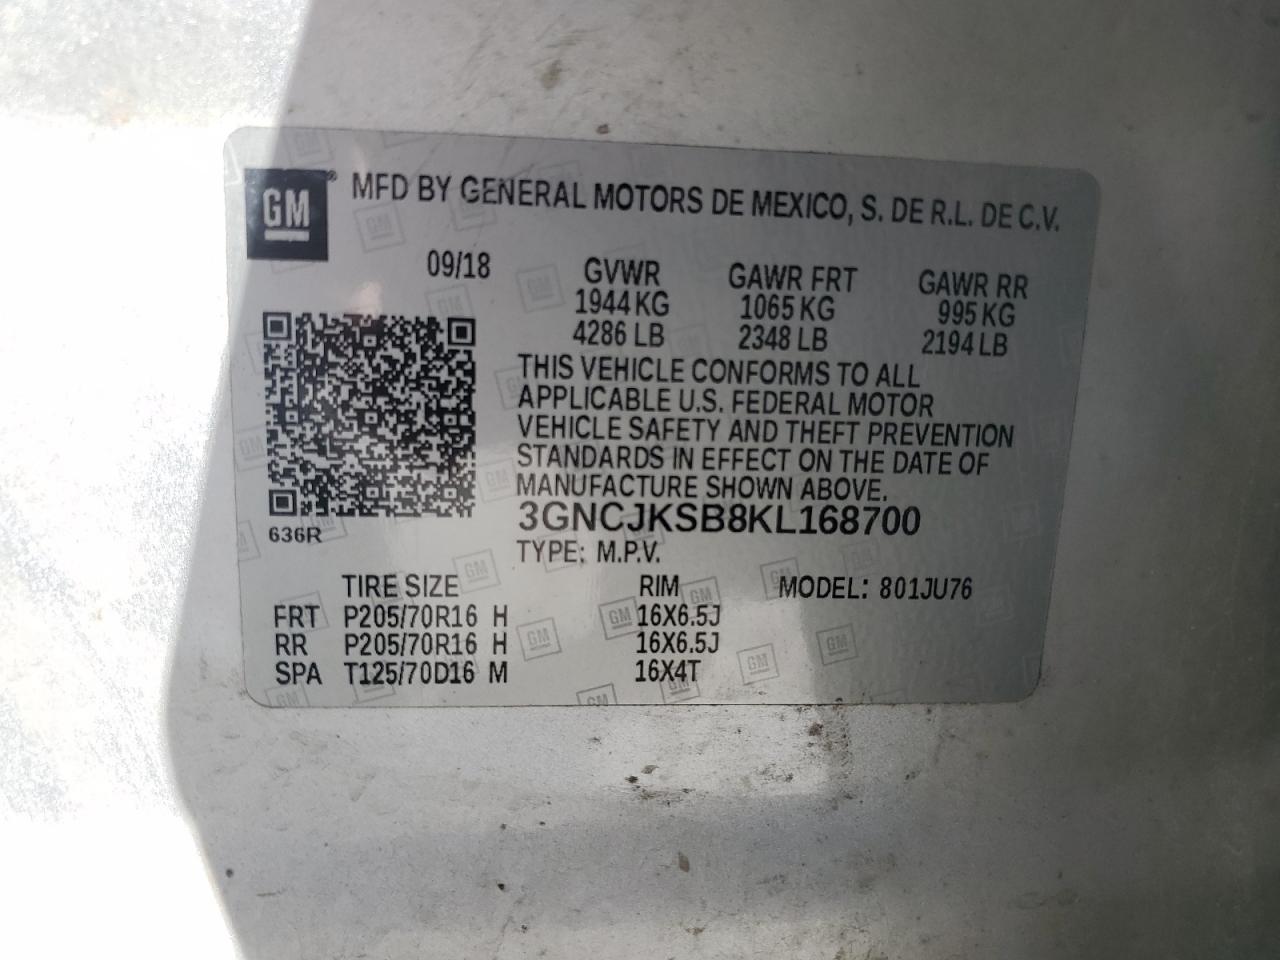 GM® MFD BY GENERAL MOTORS DE MEXICO, S. DE R.L. DE C.V.
09/18 GVWR GAWR FRT GAWR RR
1944 KG 1065 KG 995 KG
4286 LB 2348 LB 2194 LB
THIS VEHICLE CONFORMS TO ALL
APPLICABLE U.S. FEDERAL MOTOR
VEHICLE SAFETY AND THEFT PREVENTION
STANDARDS IN EFFECT ON THE DATE OF
MANUFACTURE SHOWN ABOVE.
3GNCJKSB8KL168700
636R
TYPE: M.P.V.
TIRE SIZE RIM MODEL: 801JU76
FRT P205/70R16 H 16X6.5J
RR P205/70R16 H 16X6.5J
SPA T125/70D16 M 16X4T